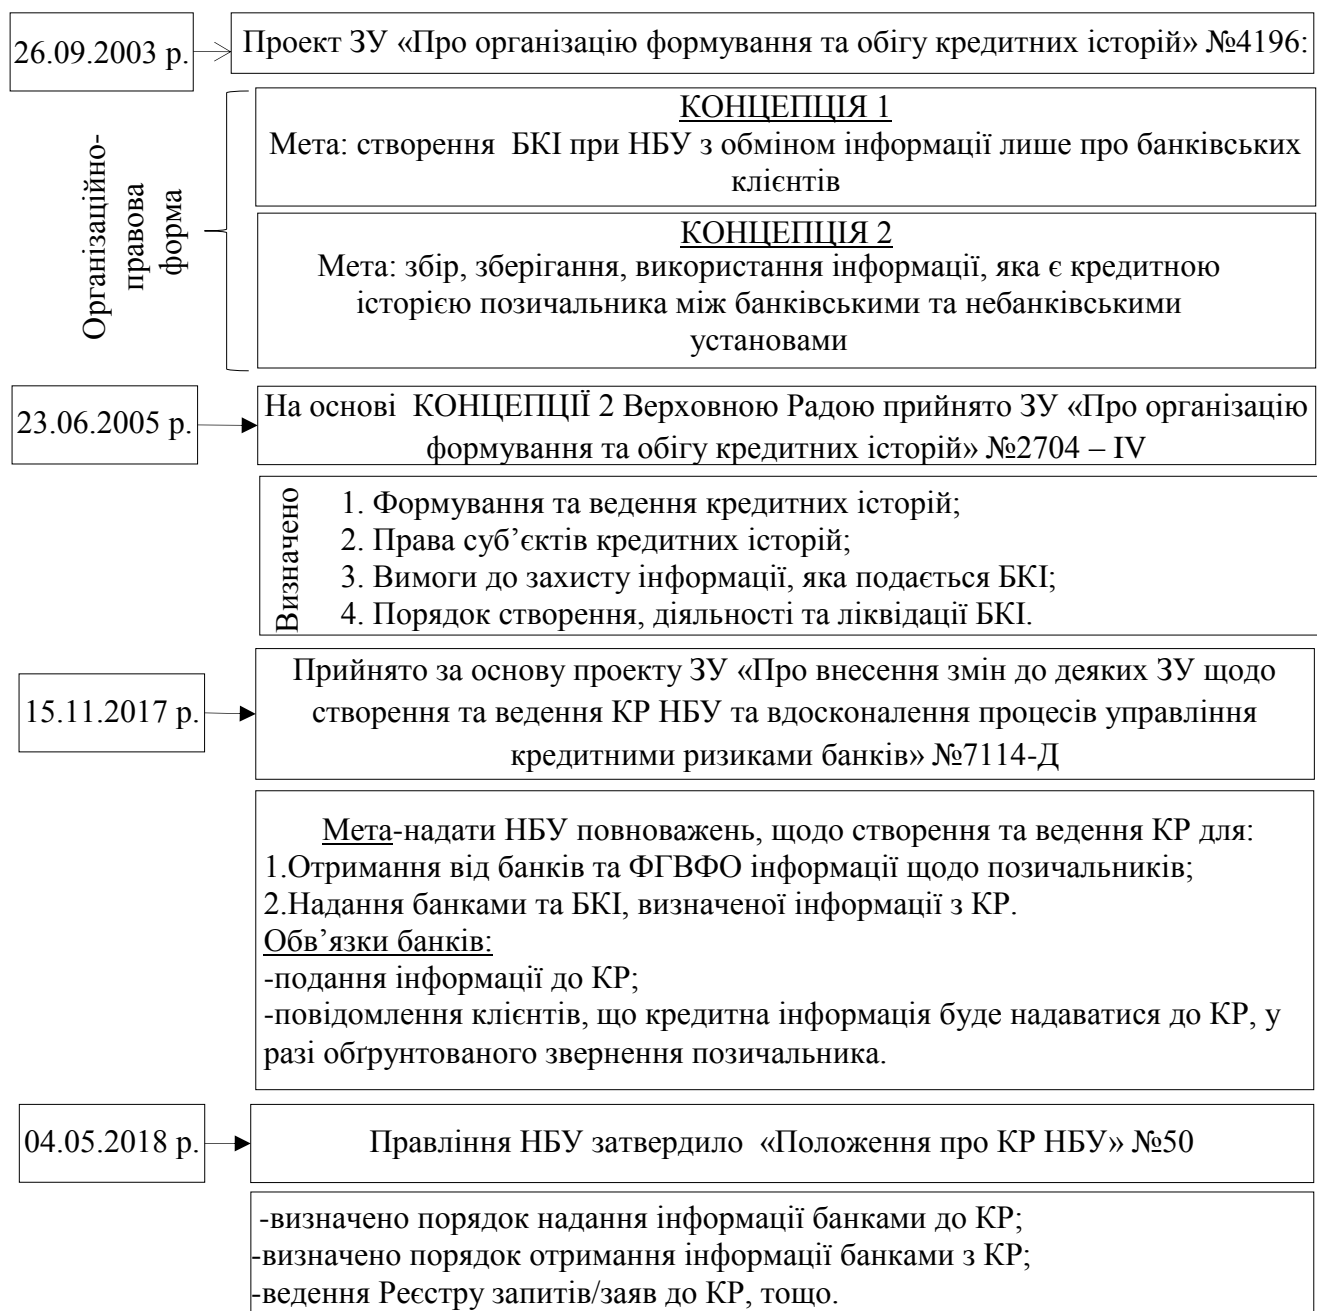 26.09.2003 р.
Проект ЗУ «Про організацію формування та обігу кредитних історій» №4196:
Організаційно-
правова
форма
КОНЦЕПЦІЯ 1
Мета: створення БКІ при НБУ з обміном інформації лише про банківських
клієнтів
КОНЦЕПЦІЯ 2
Мета: збір, зберігання, використання інформації, яка є кредитною
історією позичальника між банківськими та небанківськими
установами
23.06.2005 р.
На основі КОНЦЕПЦІЇ 2 Верховною Радою прийнято ЗУ «Про організацію
формування та обігу кредитних історій» №2704 – IV
Визначено
1. Формування та ведення кредитних історій;
2. Права суб’єктів кредитних історій;
3. Вимоги до захисту інформації, яка подається БКІ;
4. Порядок створення, діяльності та ліквідації БКІ.
15.11.2017 р.
Прийнято за основу проекту ЗУ «Про внесення змін до деяких ЗУ щодо
створення та ведення КР НБУ та вдосконалення процесів управління
кредитними ризиками банків» №7114-Д
Мета-надати НБУ повноважень, щодо створення та ведення КР для:
1.Отримання від банків та ФГВФО інформації щодо позичальників;
2.Надання банками та БКІ, визначеної інформації з КР.
Обв’язки банків:
-подання інформації до КР;
-повідомлення клієнтів, що кредитна інформація буде надаватися до КР, у
разі обґрунтованого звернення позичальника.
04.05.2018 р.
Правління НБУ затвердило «Положення про КР НБУ» №50
-визначено порядок надання інформації банками до КР;
-визначено порядок отримання інформації банками з КР;
-ведення Реєстру запитів/заяв до КР, тощо.